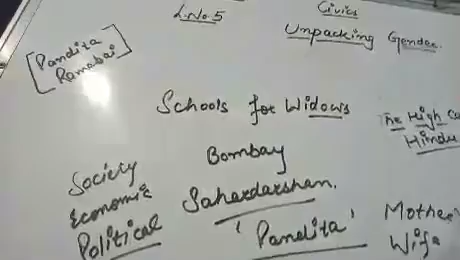 L.No.5
Civics
Unpacking Gender.
[Pandita
Ramabai]
Schools for Widows
The High
Hindu
Society
Economic
Political
Bombay
Sahardarshan.
'Pandita'
Mother
Wife